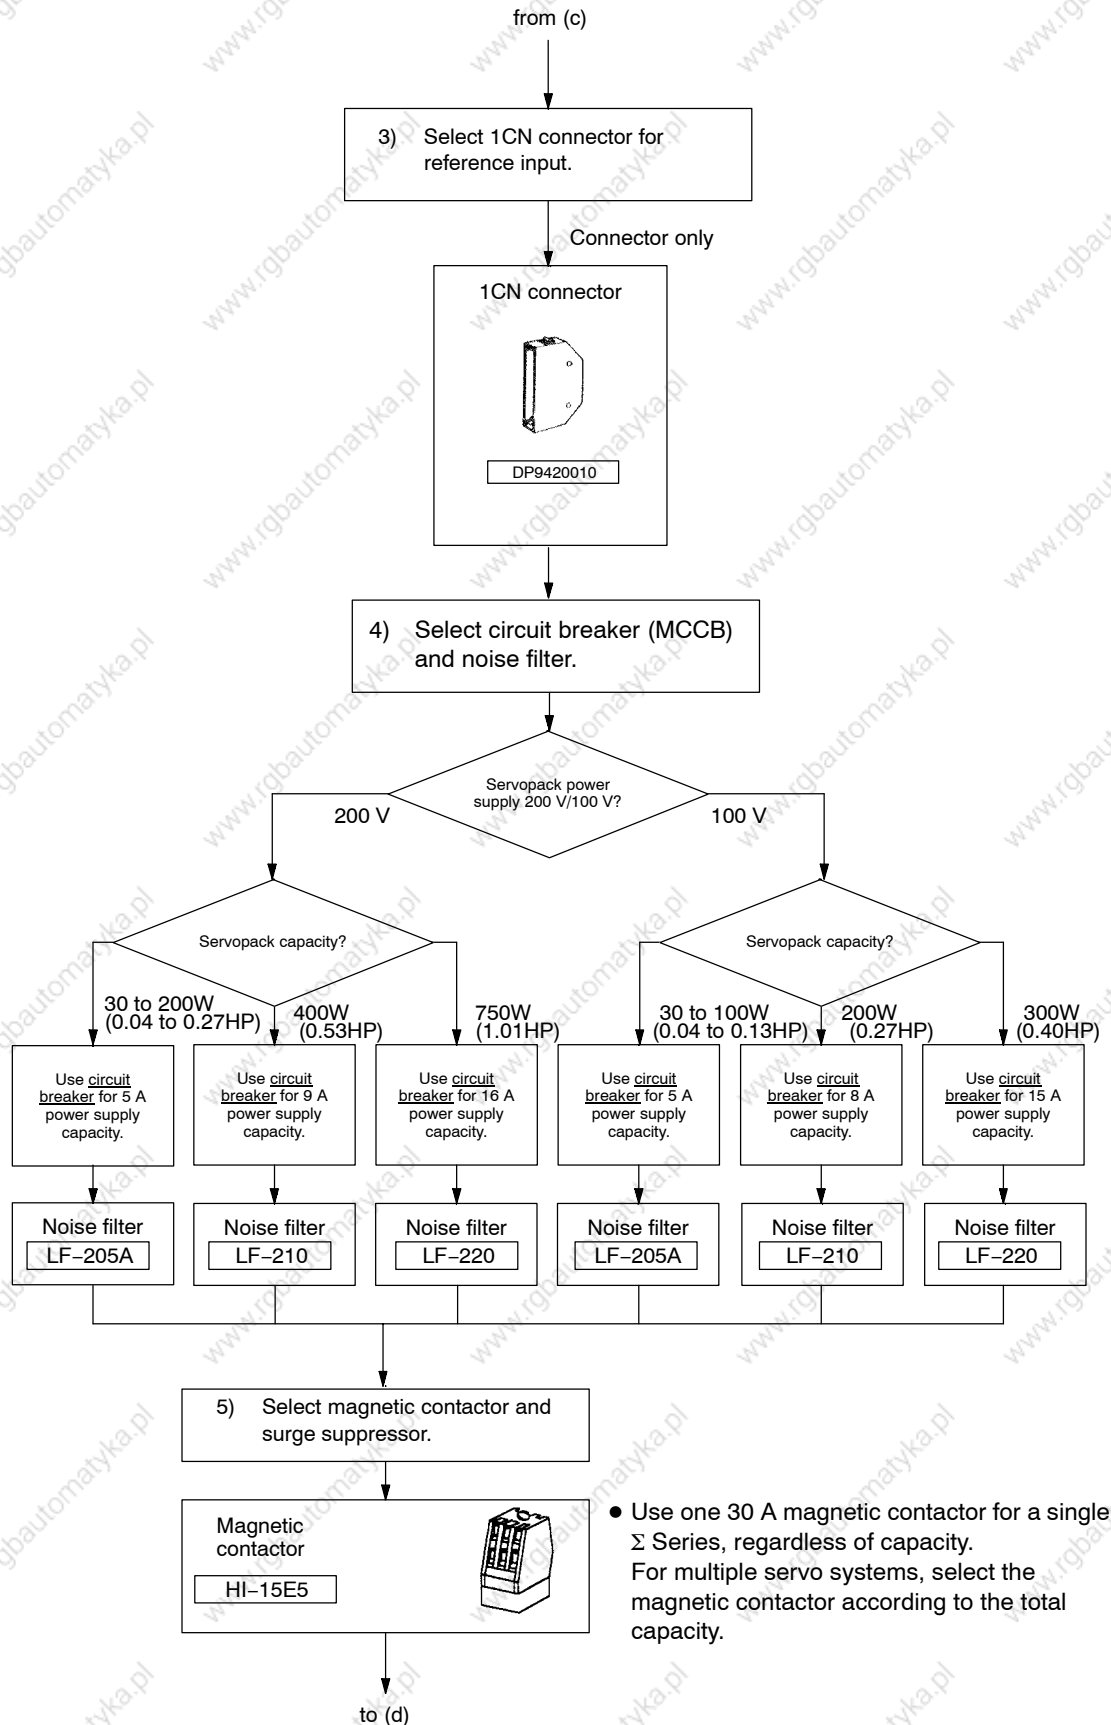 from (c)
3) Select 1CN connector for
reference input.
Connector only
1CN connector
DP9420010
4) Select circuit breaker (MCCB)
and noise filter.
Servopack power
supply 200 V/100 V?
200 V
100 V
Servopack capacity?
Servopack capacity?
30 to 200W
(0.04 to 0.27HP)
400W
(0.53HP)
750W
(1.01HP)
30 to 100W
(0.04 to 0.13HP)
200W
(0.27HP)
300W
(0.40HP)
Use circuit
breaker for 5 A
power supply
capacity.
Use circuit
breaker for 9 A
power supply
capacity.
Use circuit
breaker for 16 A
power supply
capacity.
Use circuit
breaker for 5 A
power supply
capacity.
Use circuit
breaker for 8 A
power supply
capacity.
Use circuit
breaker for 15 A
power supply
capacity.
Noise filter
LF−205A
Noise filter
LF−210
Noise filter
LF−220
Noise filter
LF−205A
Noise filter
LF−210
Noise filter
LF−220
5) Select magnetic contactor and
surge suppressor.
Magnetic
contactor
HI−15E5
● Use one 30 A magnetic contactor for a single
Σ Series, regardless of capacity.
For multiple servo systems, select the
magnetic contactor according to the total
capacity.
to (d)
www.rgbautomatyka.pl